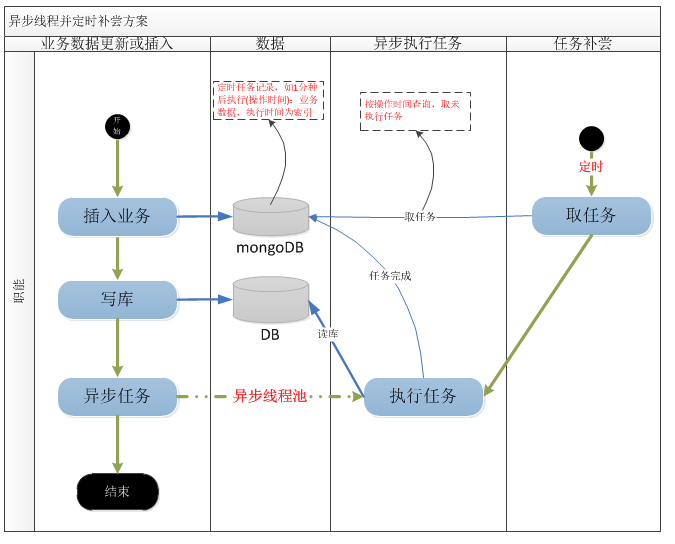 异步线程并定时补尝方案
业务数据更新或插入
数据
异步执行任务
任务补尝
职能
定时任务记录，如1分种
后执行(操作时间)：业务
数据，执行时间为索引
按操作时间查询，取未
执行任务
开
始
定时
插入业务
mongoDB
取任务
取任务
任务完成
写库
DB
读库
异步任务
异步线程池
执行任务
结束